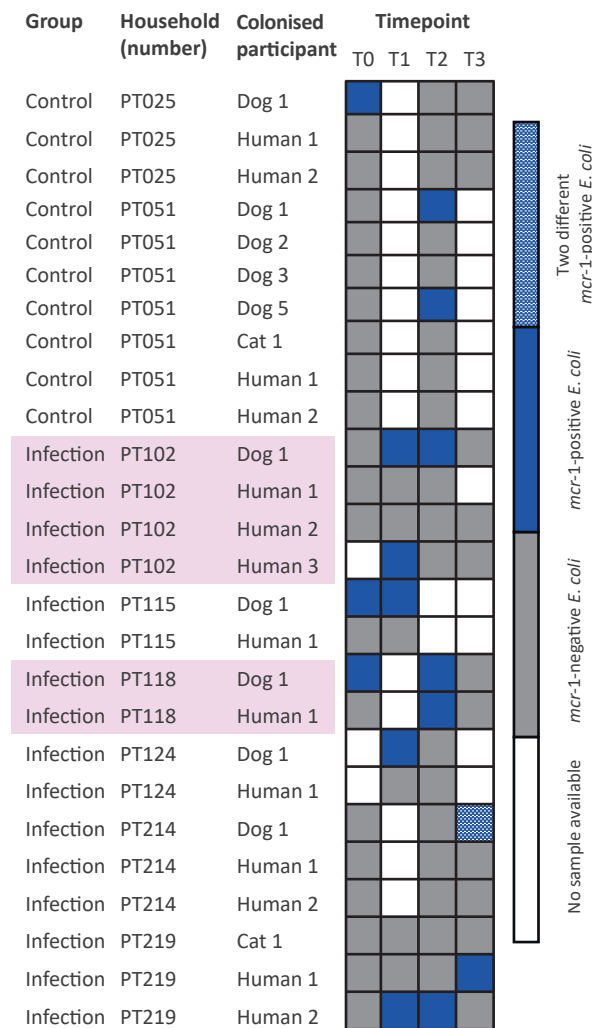 Group Household (number) Colonised participant Timepoint
T0 T1 T2 T3
Control PT025 Dog 1
Control PT025 Human 1
Control PT025 Human 2
Control PT051 Dog 1
Control PT051 Dog 2
Control PT051 Dog 3
Control PT051 Dog 5
Control PT051 Cat 1
Control PT051 Human 1
Control PT051 Human 2
Infection PT102 Dog 1
Infection PT102 Human 1
Infection PT102 Human 2
Infection PT102 Human 3
Infection PT115 Dog 1
Infection PT115 Human 1
Infection PT118 Dog 1
Infection PT118 Human 1
Infection PT124 Dog 1
Infection PT124 Human 1
Infection PT214 Dog 1
Infection PT214 Human 1
Infection PT214 Human 2
Infection PT219 Cat 1
Infection PT219 Human 1
Infection PT219 Human 2
Two different
mcr-1-positive E. coli
mcr-1-positive E. coli
mcr-1-negative E. coli
No sample available